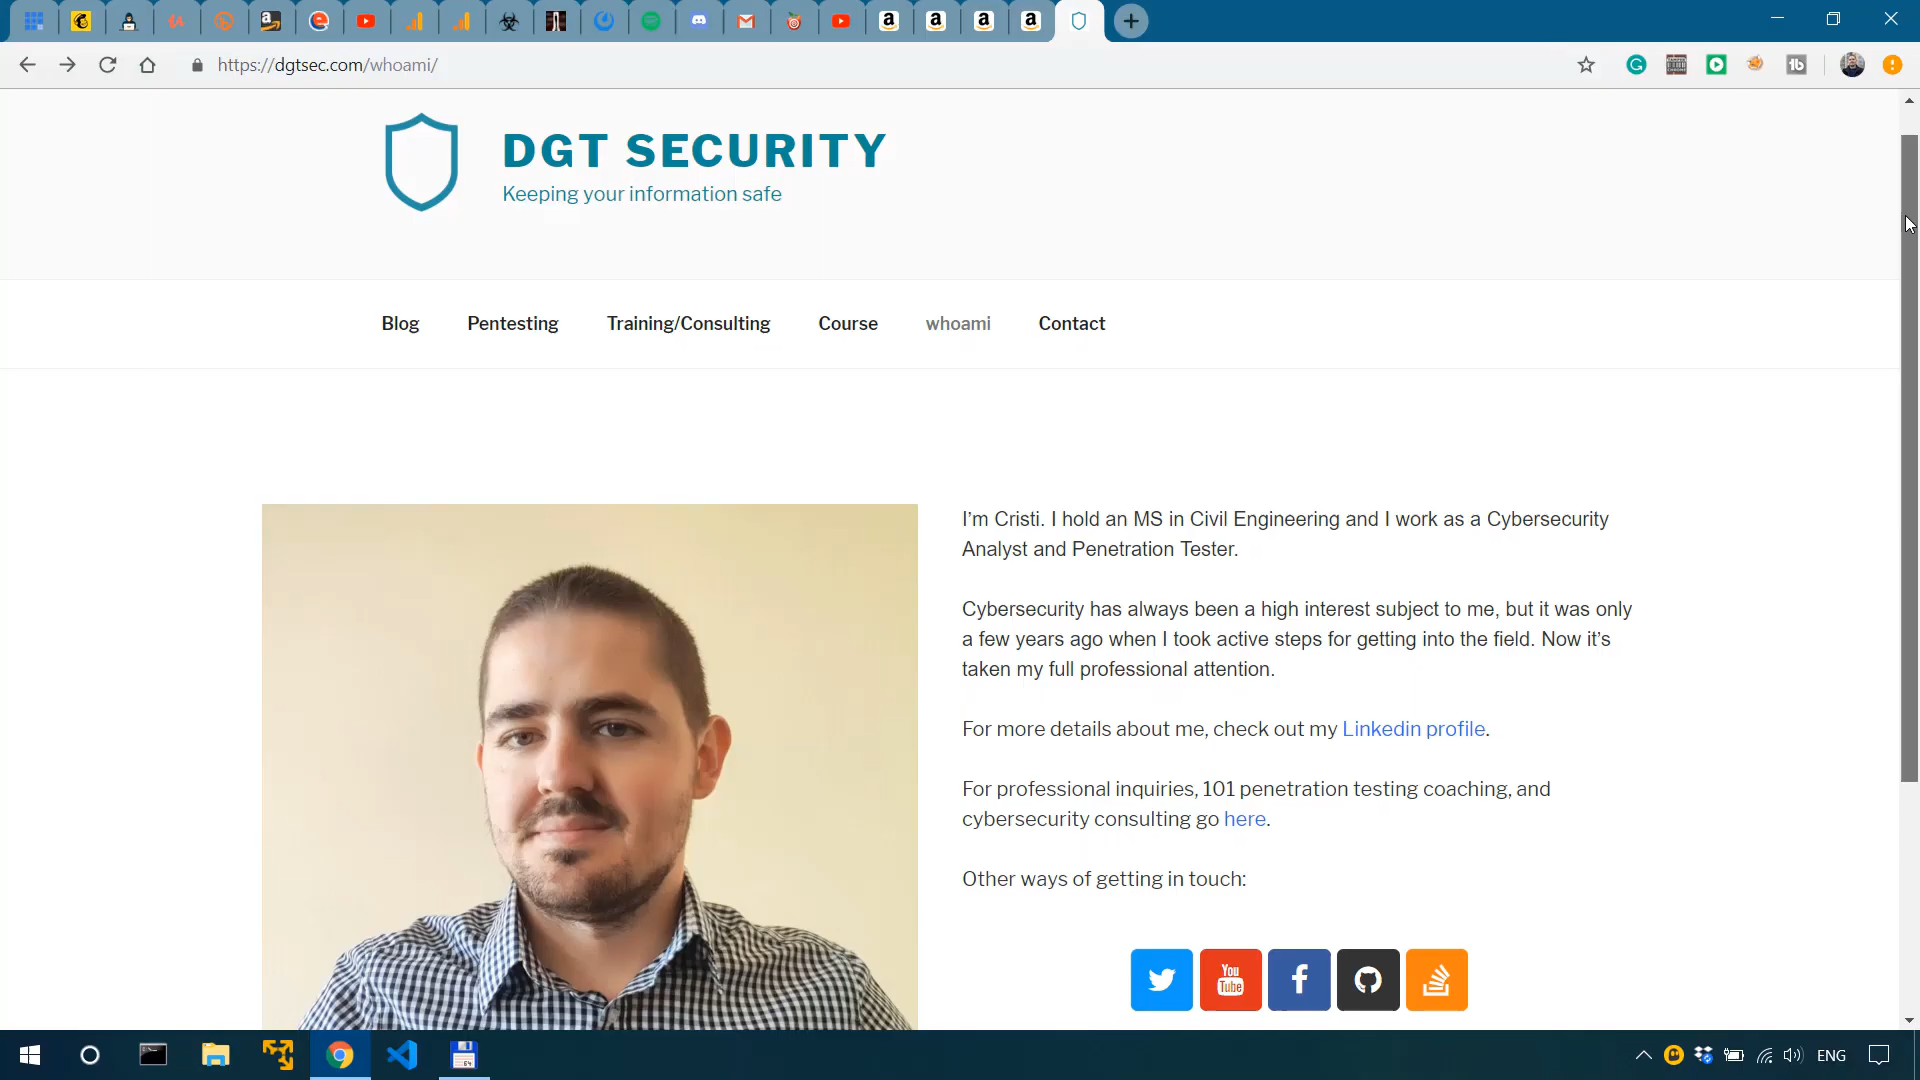 https://dgtsec.com/whoami/
DGT SECURITY
Keeping your information safe
Blog
Pentesting
Training/Consulting
Course
whoami
Contact
I'm Cristi. I hold an MS in Civil Engineering and I work as a Cybersecurity
Analyst and Penetration Tester.
Cybersecurity has always been a high interest subject to me, but it was only
a few years ago when I took active steps for getting into the field. Now it's
taken my full professional attention.
For more details about me, check out my Linkedin profile.
For professional inquiries, 101 penetration testing coaching, and
cybersecurity consulting go here.
Other ways of getting in touch:
You
Tube
ENG